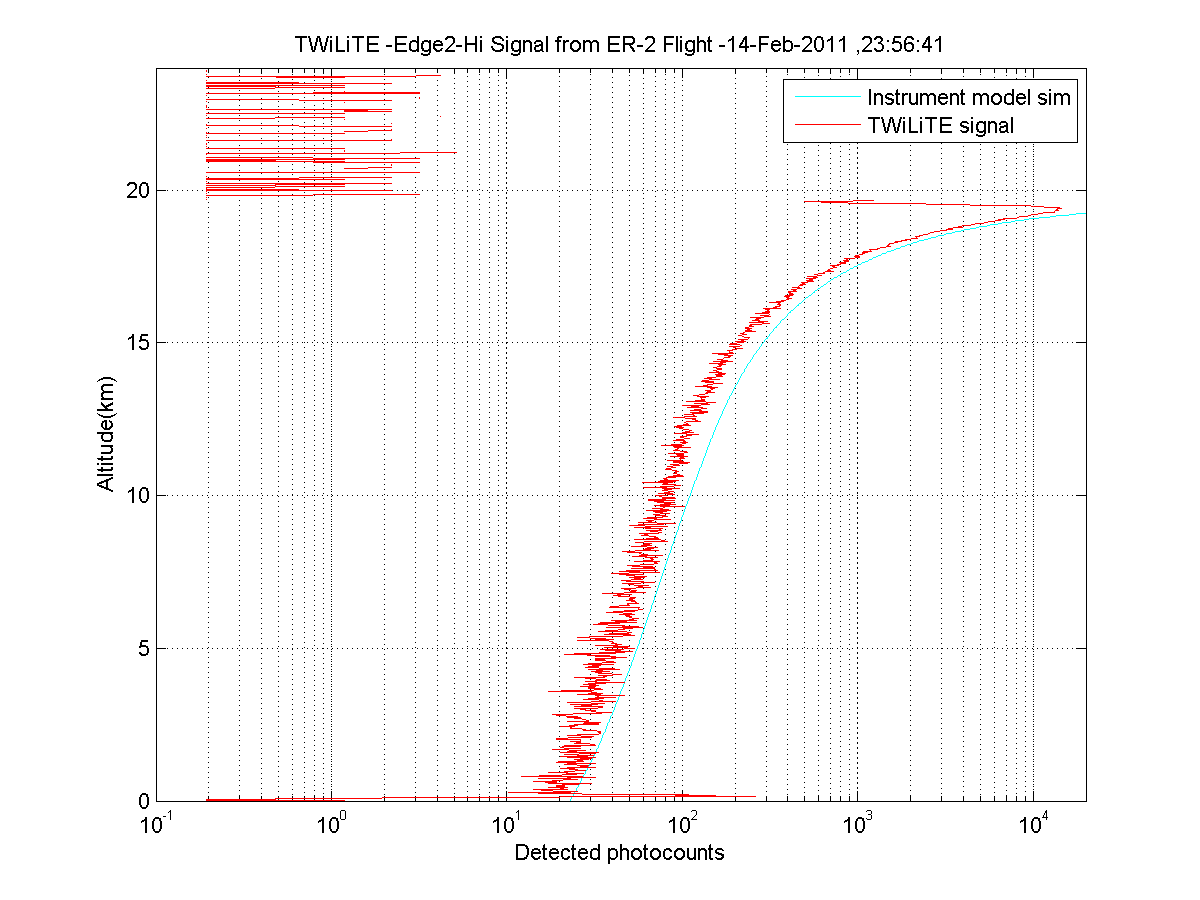 TWiLiTE -Edge2-Hi Signal from ER-2 Flight -14-Feb-2011 ,23:56:41
Instrument model sim
TWiLiTE signal
20
15
10
5
0
Altitude(km)
10^-1 10^0 10^1 10^2 10^3 10^4
Detected photocounts